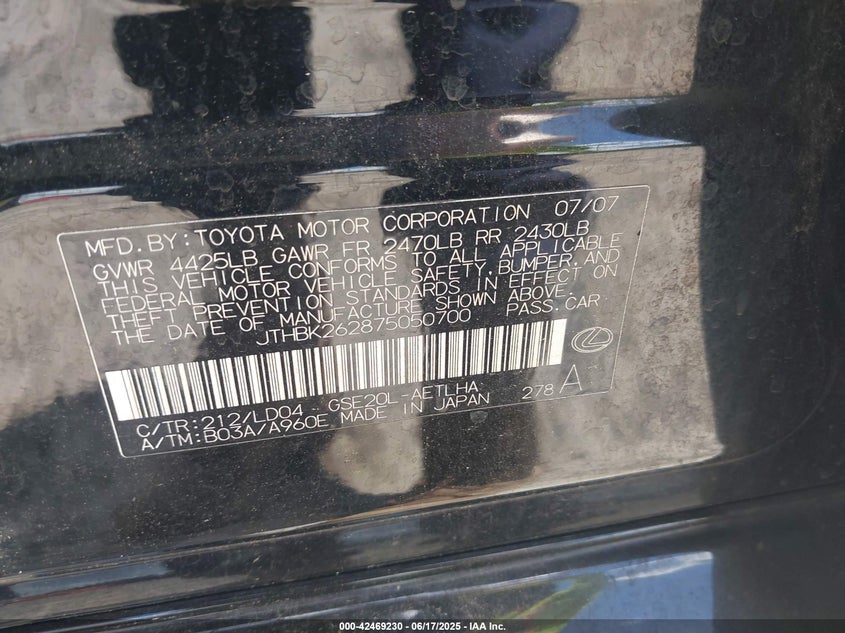 MFD.BY:TOYOTA MOTOR CORPORATION 07/07
GVWR 4425LB GAWR FR 2470LB RR 2430LB
THIS VEHICLE CONFORMS TO ALL APPLICABLE
FEDERAL MOTOR VEHICLE SAFETY,BUMPER,AND
THEFT PREVENTION STANDARDS IN EFFECT ON
THE DATE OF MANUFACTURE SHOWN ABOVE.
JTHBK262875050700 PASS.CAR
C/TR:212/LD04 GSE20L-AETLHA 278 A
A/TM:B03A/A960E MADE IN JAPAN
000-42469230 - 06/17/2025 - IAA Inc.